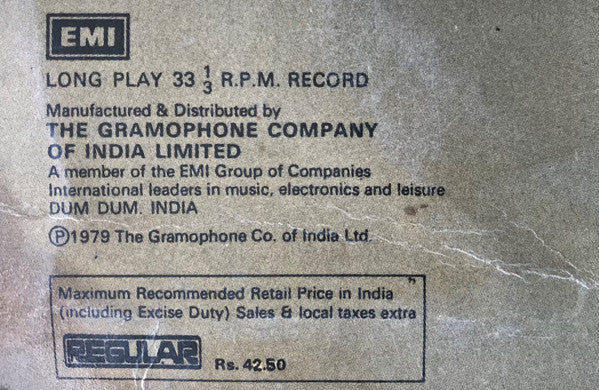 EMI
LONG PLAY 33 1/3 R.P.M. RECORD
Manufactured & Distributed by
THE GRAMOPHONE COMPANY
OF INDIA LIMITED
A member of the EMI Group of Companies
International leaders in music, electronics and leisure
DUM DUM. INDIA
Ⓟ1979 The Gramophone Co. of India Ltd.
Maximum Recommended Retail Price in India
(including Excise Duty) Sales & local taxes extra
REGULAR Rs. 42.50